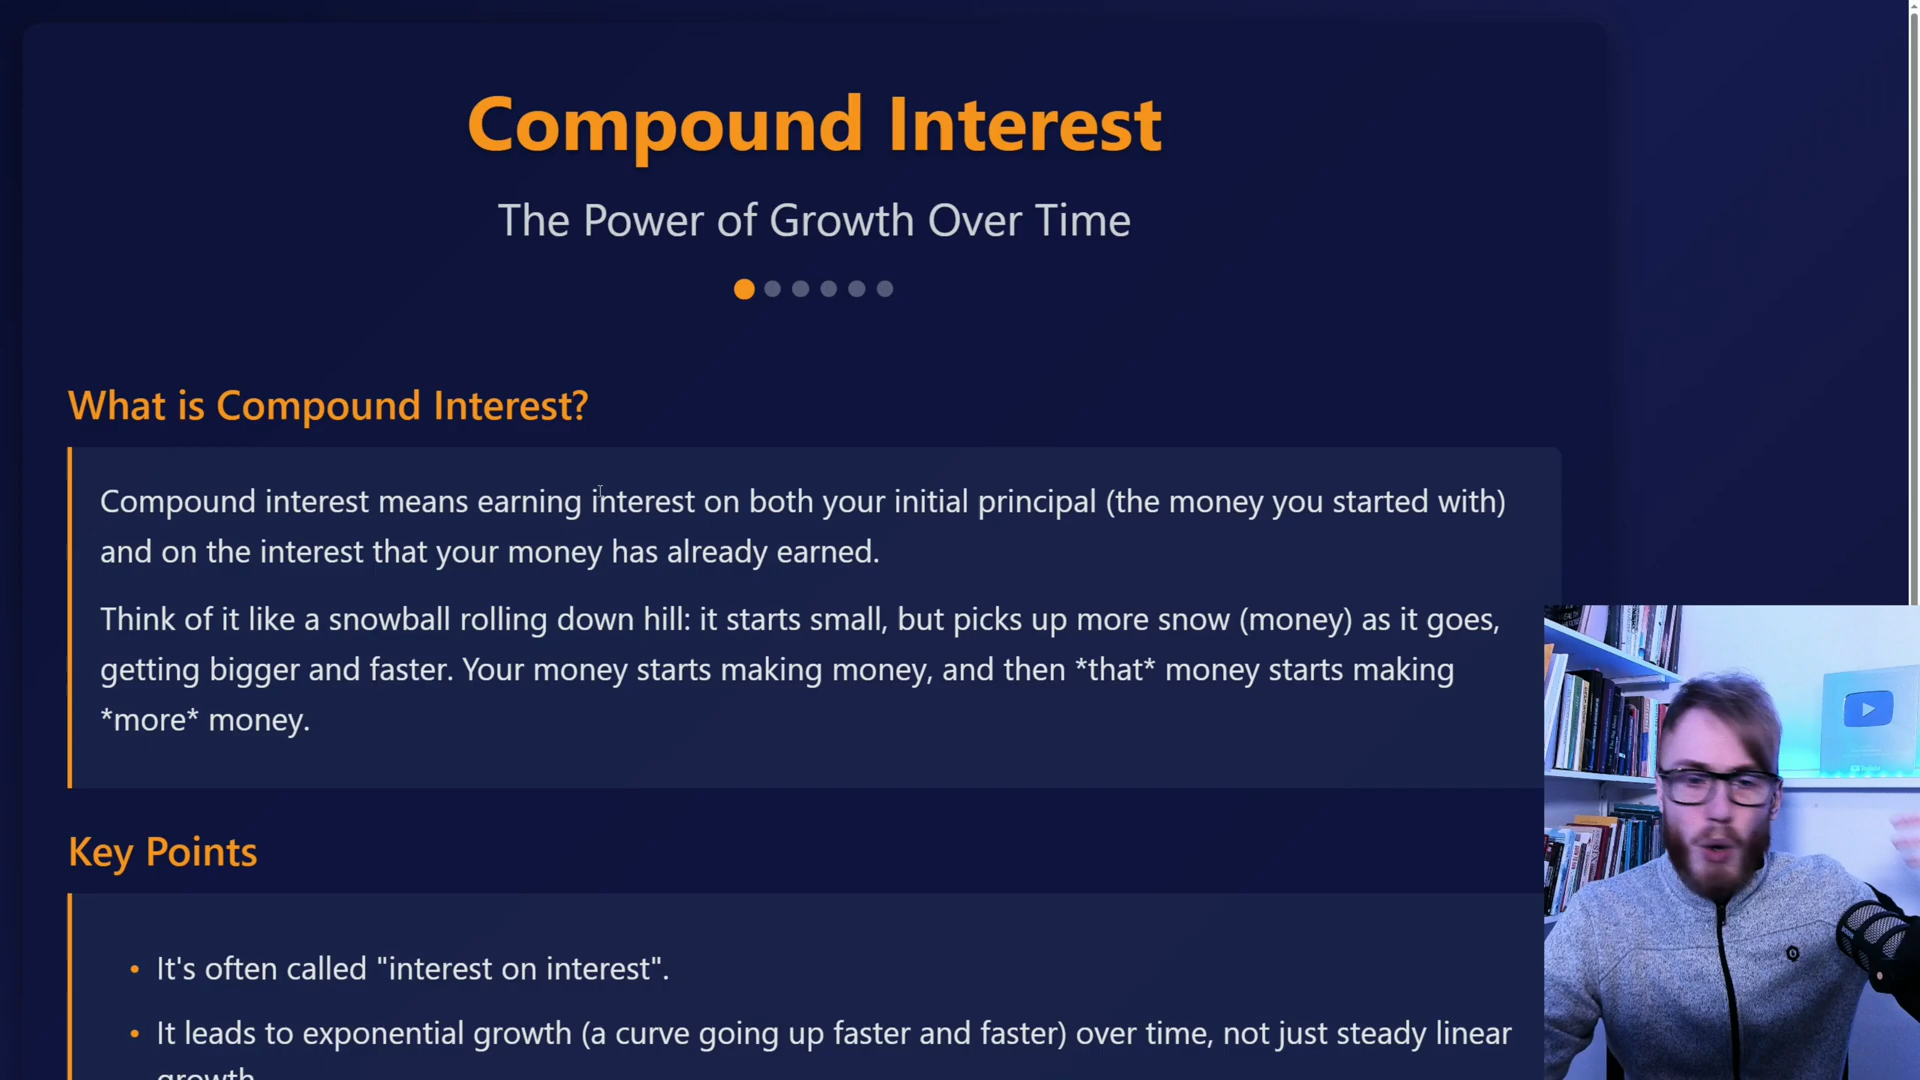 Compound Interest
The Power of Growth Over Time
What is Compound Interest?
Compound interest means earning interest on both your initial principal (the money you started with)
and on the interest that your money has already earned.
Think of it like a snowball rolling down hill: it starts small, but picks up more snow (money) as it goes,
getting bigger and faster. Your money starts making money, and then *that* money starts making
*more* money.
Key Points
• It's often called "interest on interest".
• It leads to exponential growth (a curve going up faster and faster) over time, not just steady linear
growth.